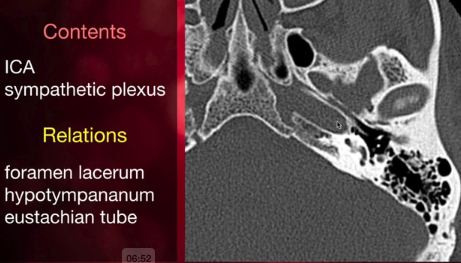 Contents
ICA
sympathetic plexus
Relations
foramen lacerum
hypotympananum
eustachian tube
06:52